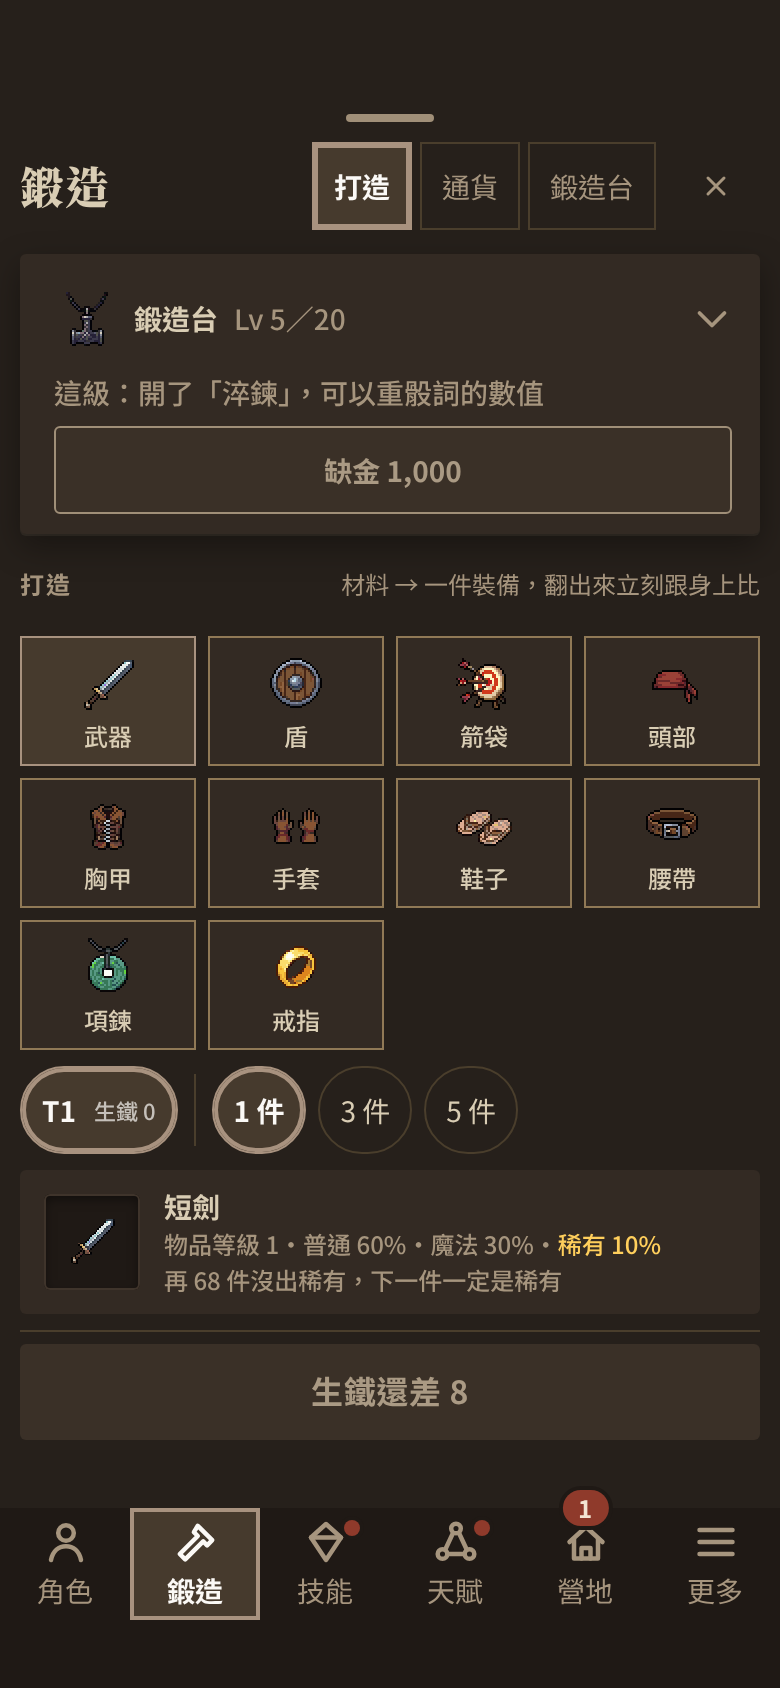 鍛造
打造
通貨
鍛造台
×
鍛造台 Lv 5／20
這級：開了「淬鍊」，可以重骰詞的數值
缺金 1,000
打造
材料 → 一件裝備，翻出來立刻跟身上比
武器
盾
箭袋
頭部
胸甲
手套
鞋子
腰帶
項鍊
戒指
T1 生鐵 0
1 件
3 件
5 件
短劍
物品等級 1・普通 60%・魔法 30%・稀有 10%
再 68 件沒出稀有，下一件一定是稀有
生鐵還差 8
1
角色
鍛造
技能
天賦
營地
更多